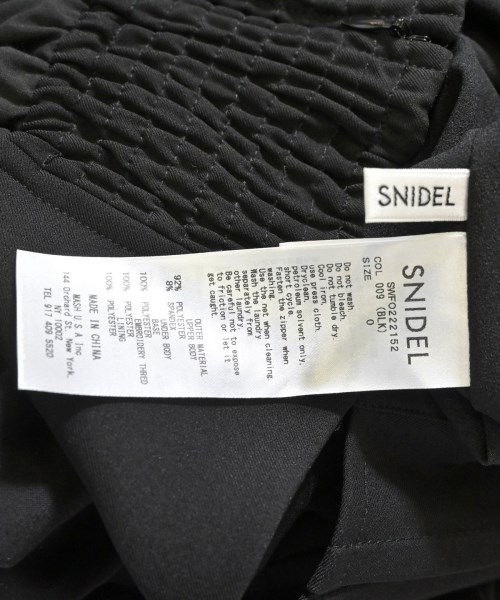 SNIDEL
SNIDEL
SWFO222152
COL 009 (BLK)
SIZE 0
Do not wash.
Do not bleach.
Do not tumble dry.
Cool iron,
use press cloth.
Dryclean,
petroleum solvent only,
short cycle.
Fasten the zipper when
washing.
Use the net when cleaning.
Wash the laundry
separately from
other laundry.
Be careful not to expose
to friction or let it
get caught.
OUTER MATERIAL
UPPER BODY
92% POLYESTER
8% SPANDEX
UNDER BODY
BASE
100% POLYESTER
EMBROIDERY THRED
100% POLYESTER
LINING
100% POLYESTER
MADE IN CHINA
MASH U.S.A. Inc
144 Orchard St. New York,
NY 10002
TEL 917 409 5520